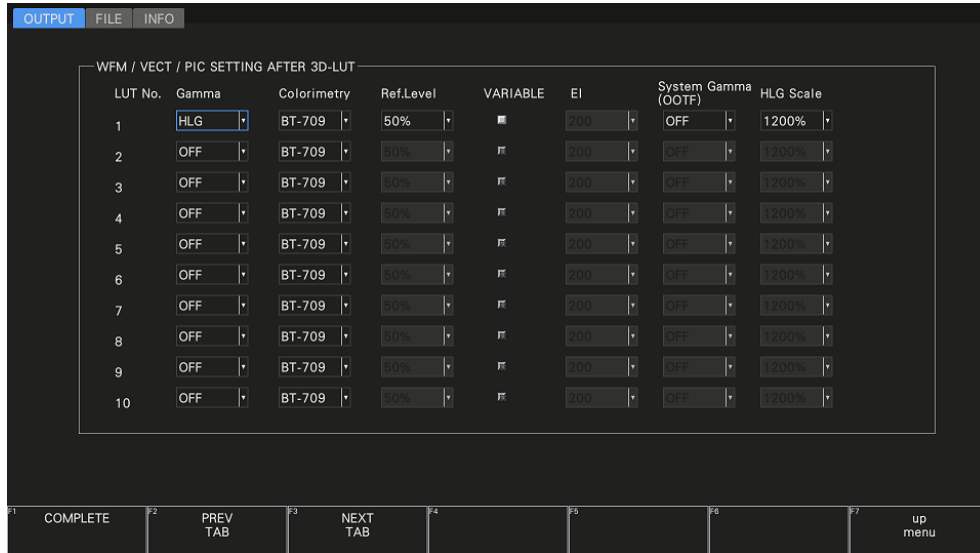 OUTPUT FILE INFO
WFM / VECT / PIC SETTING AFTER 3D-LUT
LUT No. Gamma Colorimetry Ref.Level VARIABLE EI System Gamma (OOTF) HLG Scale
1 HLG BT-709 50% 200 OFF 1200%
2 OFF BT-709 50% 200 OFF 1200%
3 OFF BT-709 50% 200 OFF 1200%
4 OFF BT-709 50% 200 OFF 1200%
5 OFF BT-709 50% 200 OFF 1200%
6 OFF BT-709 50% 200 OFF 1200%
7 OFF BT-709 50% 200 OFF 1200%
8 OFF BT-709 50% 200 OFF 1200%
9 OFF BT-709 50% 200 OFF 1200%
10 OFF BT-709 50% 200 OFF 1200%
F1 COMPLETE F2 PREV TAB F3 NEXT TAB F4 F5 F6 F7 up menu